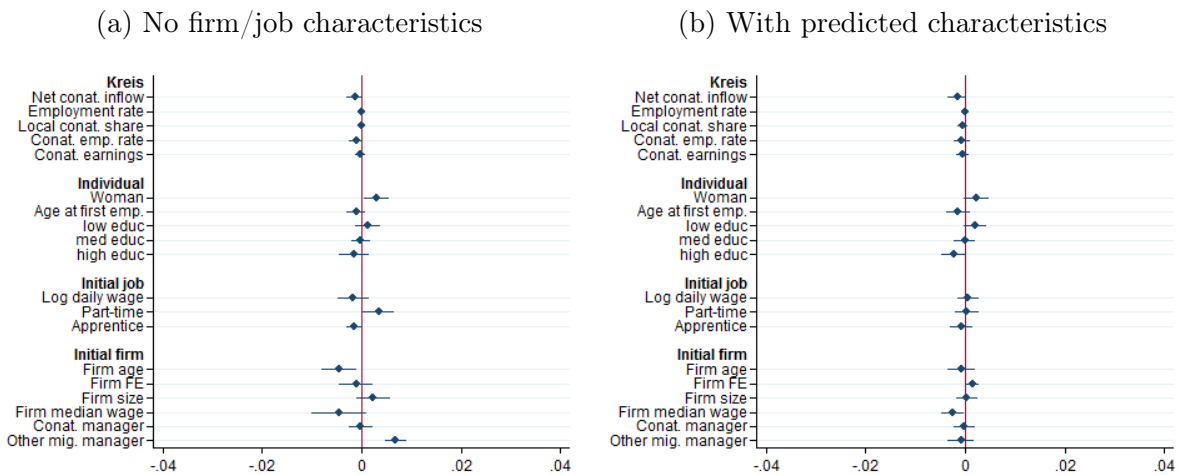 (a) No firm/job characteristics
Kreis
Net conat. inflow
Employment rate
Local conat. share
Conat. emp. rate
Conat. earnings
Individual
Woman
Age at first emp.
low educ
med educ
high educ
Initial job
Log daily wage
Part-time
Apprentice
Initial firm
Firm age
Firm FE
Firm size
Firm median wage
Conat. manager
Other mig. manager
-.04 -.02 0 .02 .04
(b) With predicted characteristics
Kreis
Net conat. inflow
Employment rate
Local conat. share
Conat. emp. rate
Conat. earnings
Individual
Woman
Age at first emp.
low educ
med educ
high educ
Initial job
Log daily wage
Part-time
Apprentice
Initial firm
Firm age
Firm FE
Firm size
Firm median wage
Conat. manager
Other mig. manager
-.04 -.02 0 .02 .04